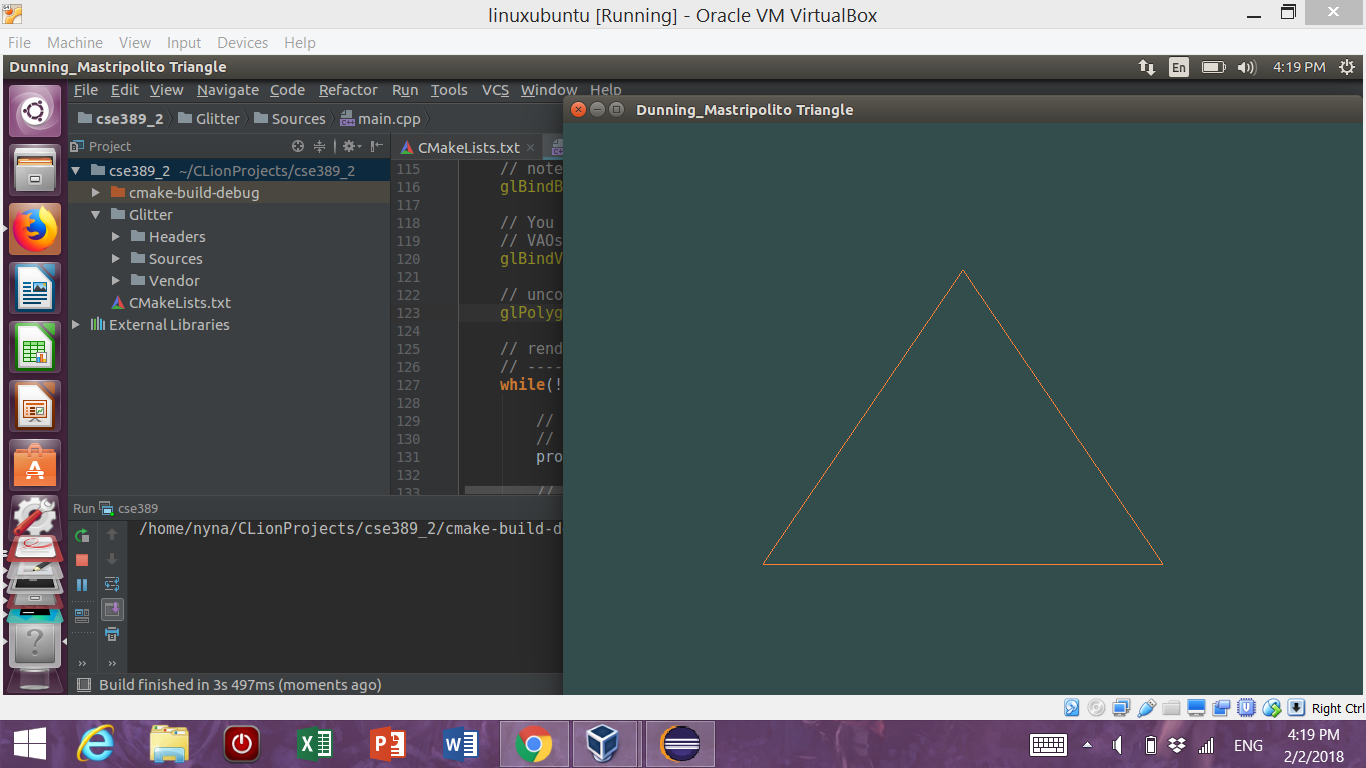 linuxubuntu [Running] - Oracle VM VirtualBox
File Machine View Input Devices Help
Dunning_Mastripolito Triangle
En
4:19 PM
File Edit View Navigate Code Refactor Run Tools VCS Window Help
cse389_2 Glitter Sources main.cpp
Dunning_Mastripolito Triangle
Project
CMakeLists.txt
cse389_2 ~/CLionProjects/cse389_2
cmake-build-debug
Glitter
Headers
Sources
Vendor
CMakeLists.txt
External Libraries
115 // note
116 glBindB
117
118 // You
119 // VAOs
120 glBindV
121
122 // unco
123 glPolyg
124
125 // rend
126 // ----
127 while(!
128
129 //
130 //
131 pro
132
133 //
Run cse389
/home/nyna/CLionProjects/cse389_2/cmake-build-d
Build finished in 3s 497ms (moments ago)
Right Ctrl
ENG
4:19 PM
2/2/2018